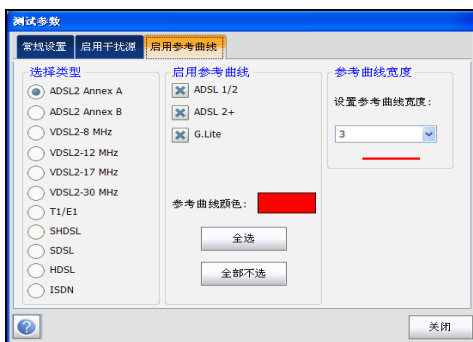 测试参数
常规设置 启用干扰源 启用参考曲线
选择类型
ADSL2 Annex A
ADSL2 Annex B
VDSL2-8 MHz
VDSL2-12 MHz
VDSL2-17 MHz
VDSL2-30 MHz
T1/E1
SHDSL
SDSL
HDSL
ISDN
启用参考曲线
ADSL 1/2
ADSL 2+
G.Lite
参考曲线颜色：
全选
全部不选
参考曲线宽度
设置参考曲线宽度：
3
?
关闭